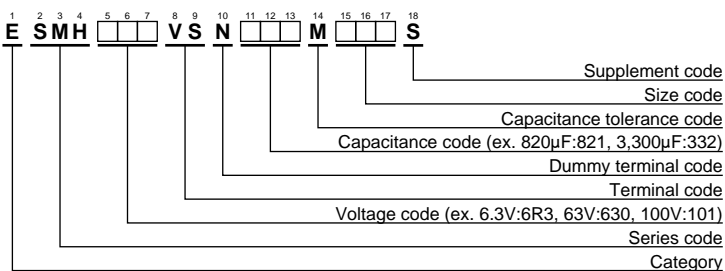 1 2 3 4 5 6 7 8 9 10 11 12 13 14 15 16 17 18
E SMH □□□ VS N □□□ M □□□ S
Supplement code
Size code
Capacitance tolerance code
Capacitance code (ex. 820µF:821, 3,300µF:332)
Dummy terminal code
Terminal code
Voltage code (ex. 6.3V:6R3, 63V:630, 100V:101)
Series code
Category